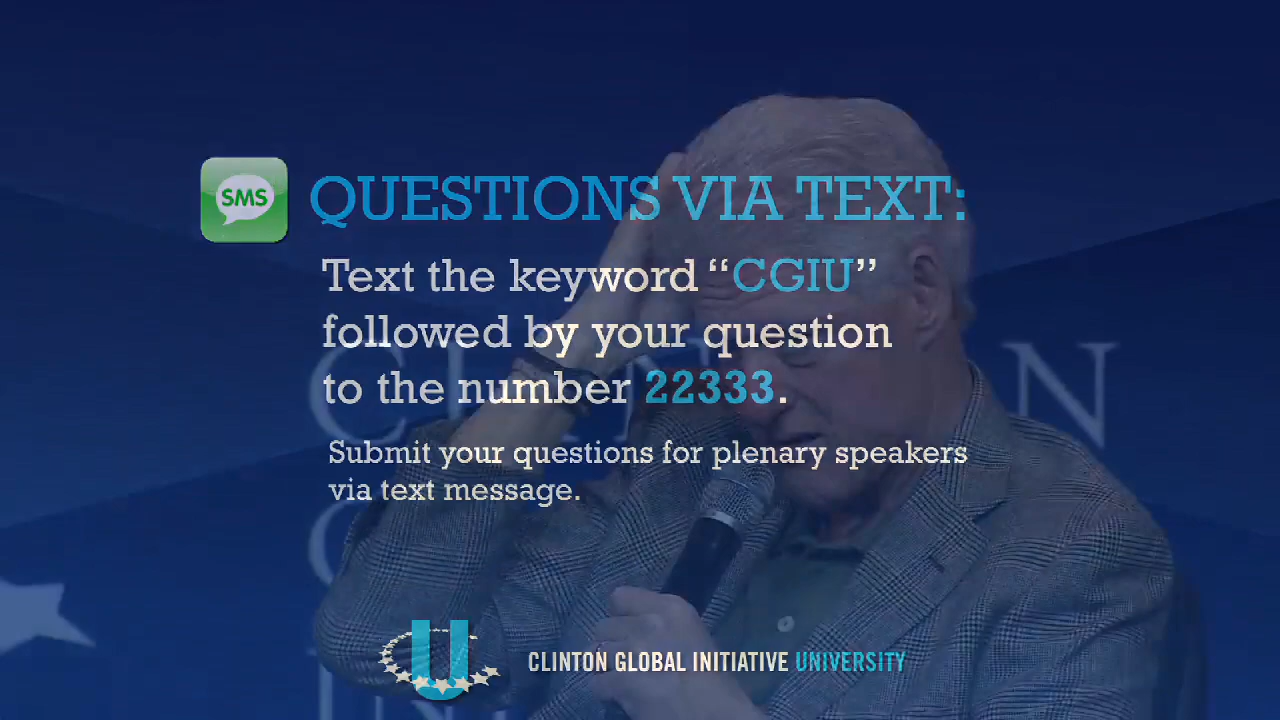 SMS
QUESTIONS VIA TEXT:
Text the keyword “CGIU”
followed by your question
to the number 22333.
Submit your questions for plenary speakers
via text message.
U
CLINTON GLOBAL INITIATIVE UNIVERSITY